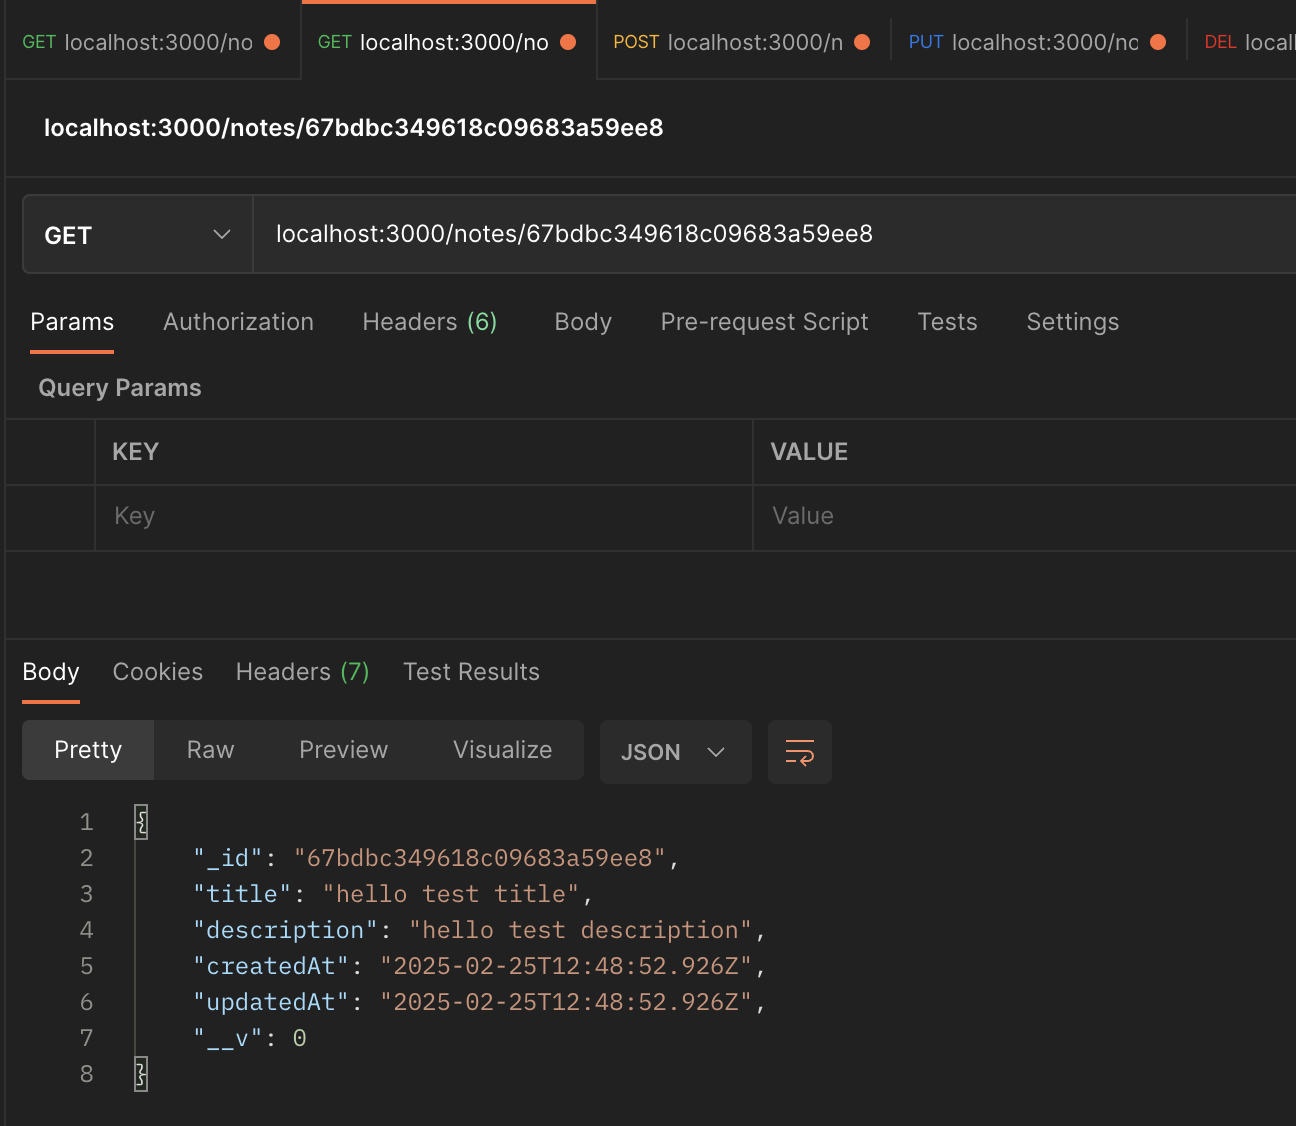 GET localhost:3000/no GET localhost:3000/no POST localhost:3000/n PUT localhost:3000/no DEL local
localhost:3000/notes/67bdbc349618c09683a59ee8
GET localhost:3000/notes/67bdbc349618c09683a59ee8
Params Authorization Headers (6) Body Pre-request Script Tests Settings
Query Params
KEY VALUE
Key Value
Body Cookies Headers (7) Test Results
Pretty Raw Preview Visualize JSON
1 {
2 "_id": "67bdbc349618c09683a59ee8",
3 "title": "hello test title",
4 "description": "hello test description",
5 "createdAt": "2025-02-25T12:48:52.926Z",
6 "updatedAt": "2025-02-25T12:48:52.926Z",
7 "__v": 0
8 }